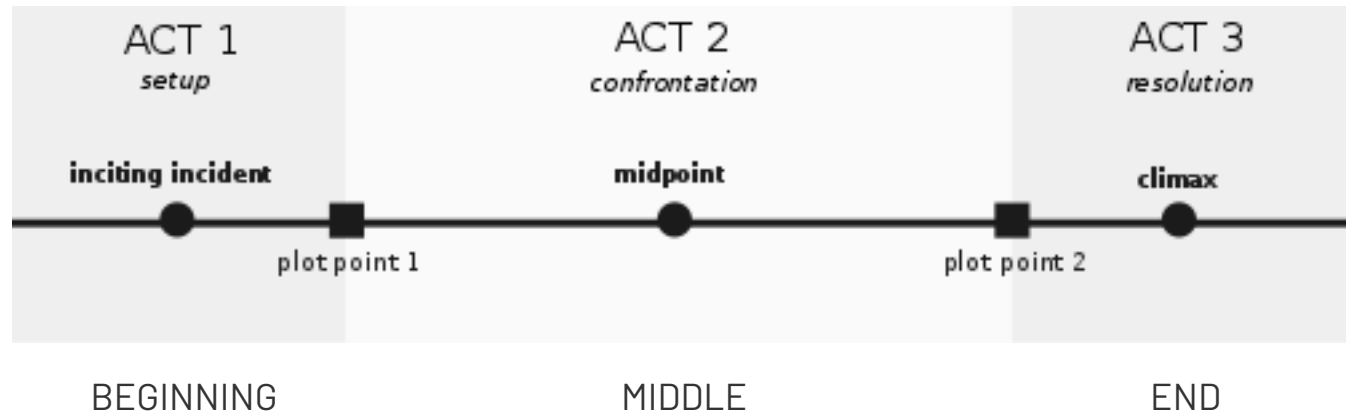 ACT 1
setup
ACT 2
confrontation
ACT 3
resolution
inciting incident
midpoint
climax
plot point 1
plot point 2
BEGINNING
MIDDLE
END